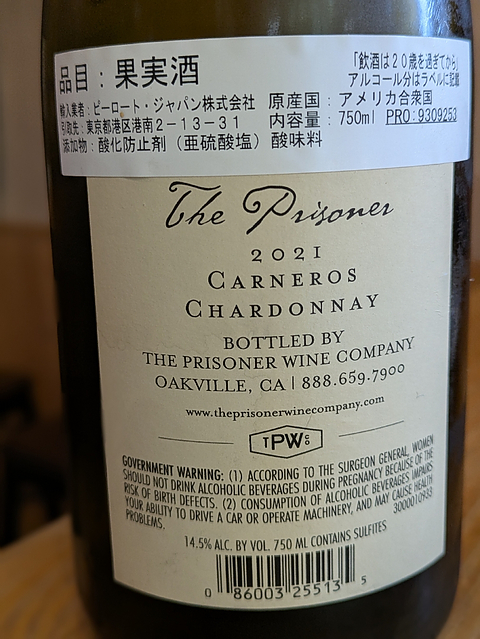 品目：果実酒
「飲酒は２０歳を過ぎてから」
アルコール分はラベルに記載
輸入業者：ピーロート・ジャパン株式会社
原産国：アメリカ合衆国
引取先：東京都港区港南２－１３－３１
内容量：750ml PRO:9309253
添加物：酸化防止剤（亜硫酸塩）酸味料
The Prisoner
2021
CARNEROS
CHARDONNAY
BOTTLED BY
THE PRISONER WINE COMPANY
OAKVILLE, CA | 888.659.7900
www.theprisonerwinecompany.com
TPWCO
GOVERNMENT WARNING: (1) ACCORDING TO THE SURGEON GENERAL, WOMEN
SHOULD NOT DRINK ALCOHOLIC BEVERAGES DURING PREGNANCY BECAUSE OF THE
RISK OF BIRTH DEFECTS. (2) CONSUMPTION OF ALCOHOLIC BEVERAGES IMPAIRS
YOUR ABILITY TO DRIVE A CAR OR OPERATE MACHINERY, AND MAY CAUSE HEALTH
PROBLEMS.
3000010933
14.5% ALC. BY VOL. 750 ML CONTAINS SULFITES
0 86003 25513 5